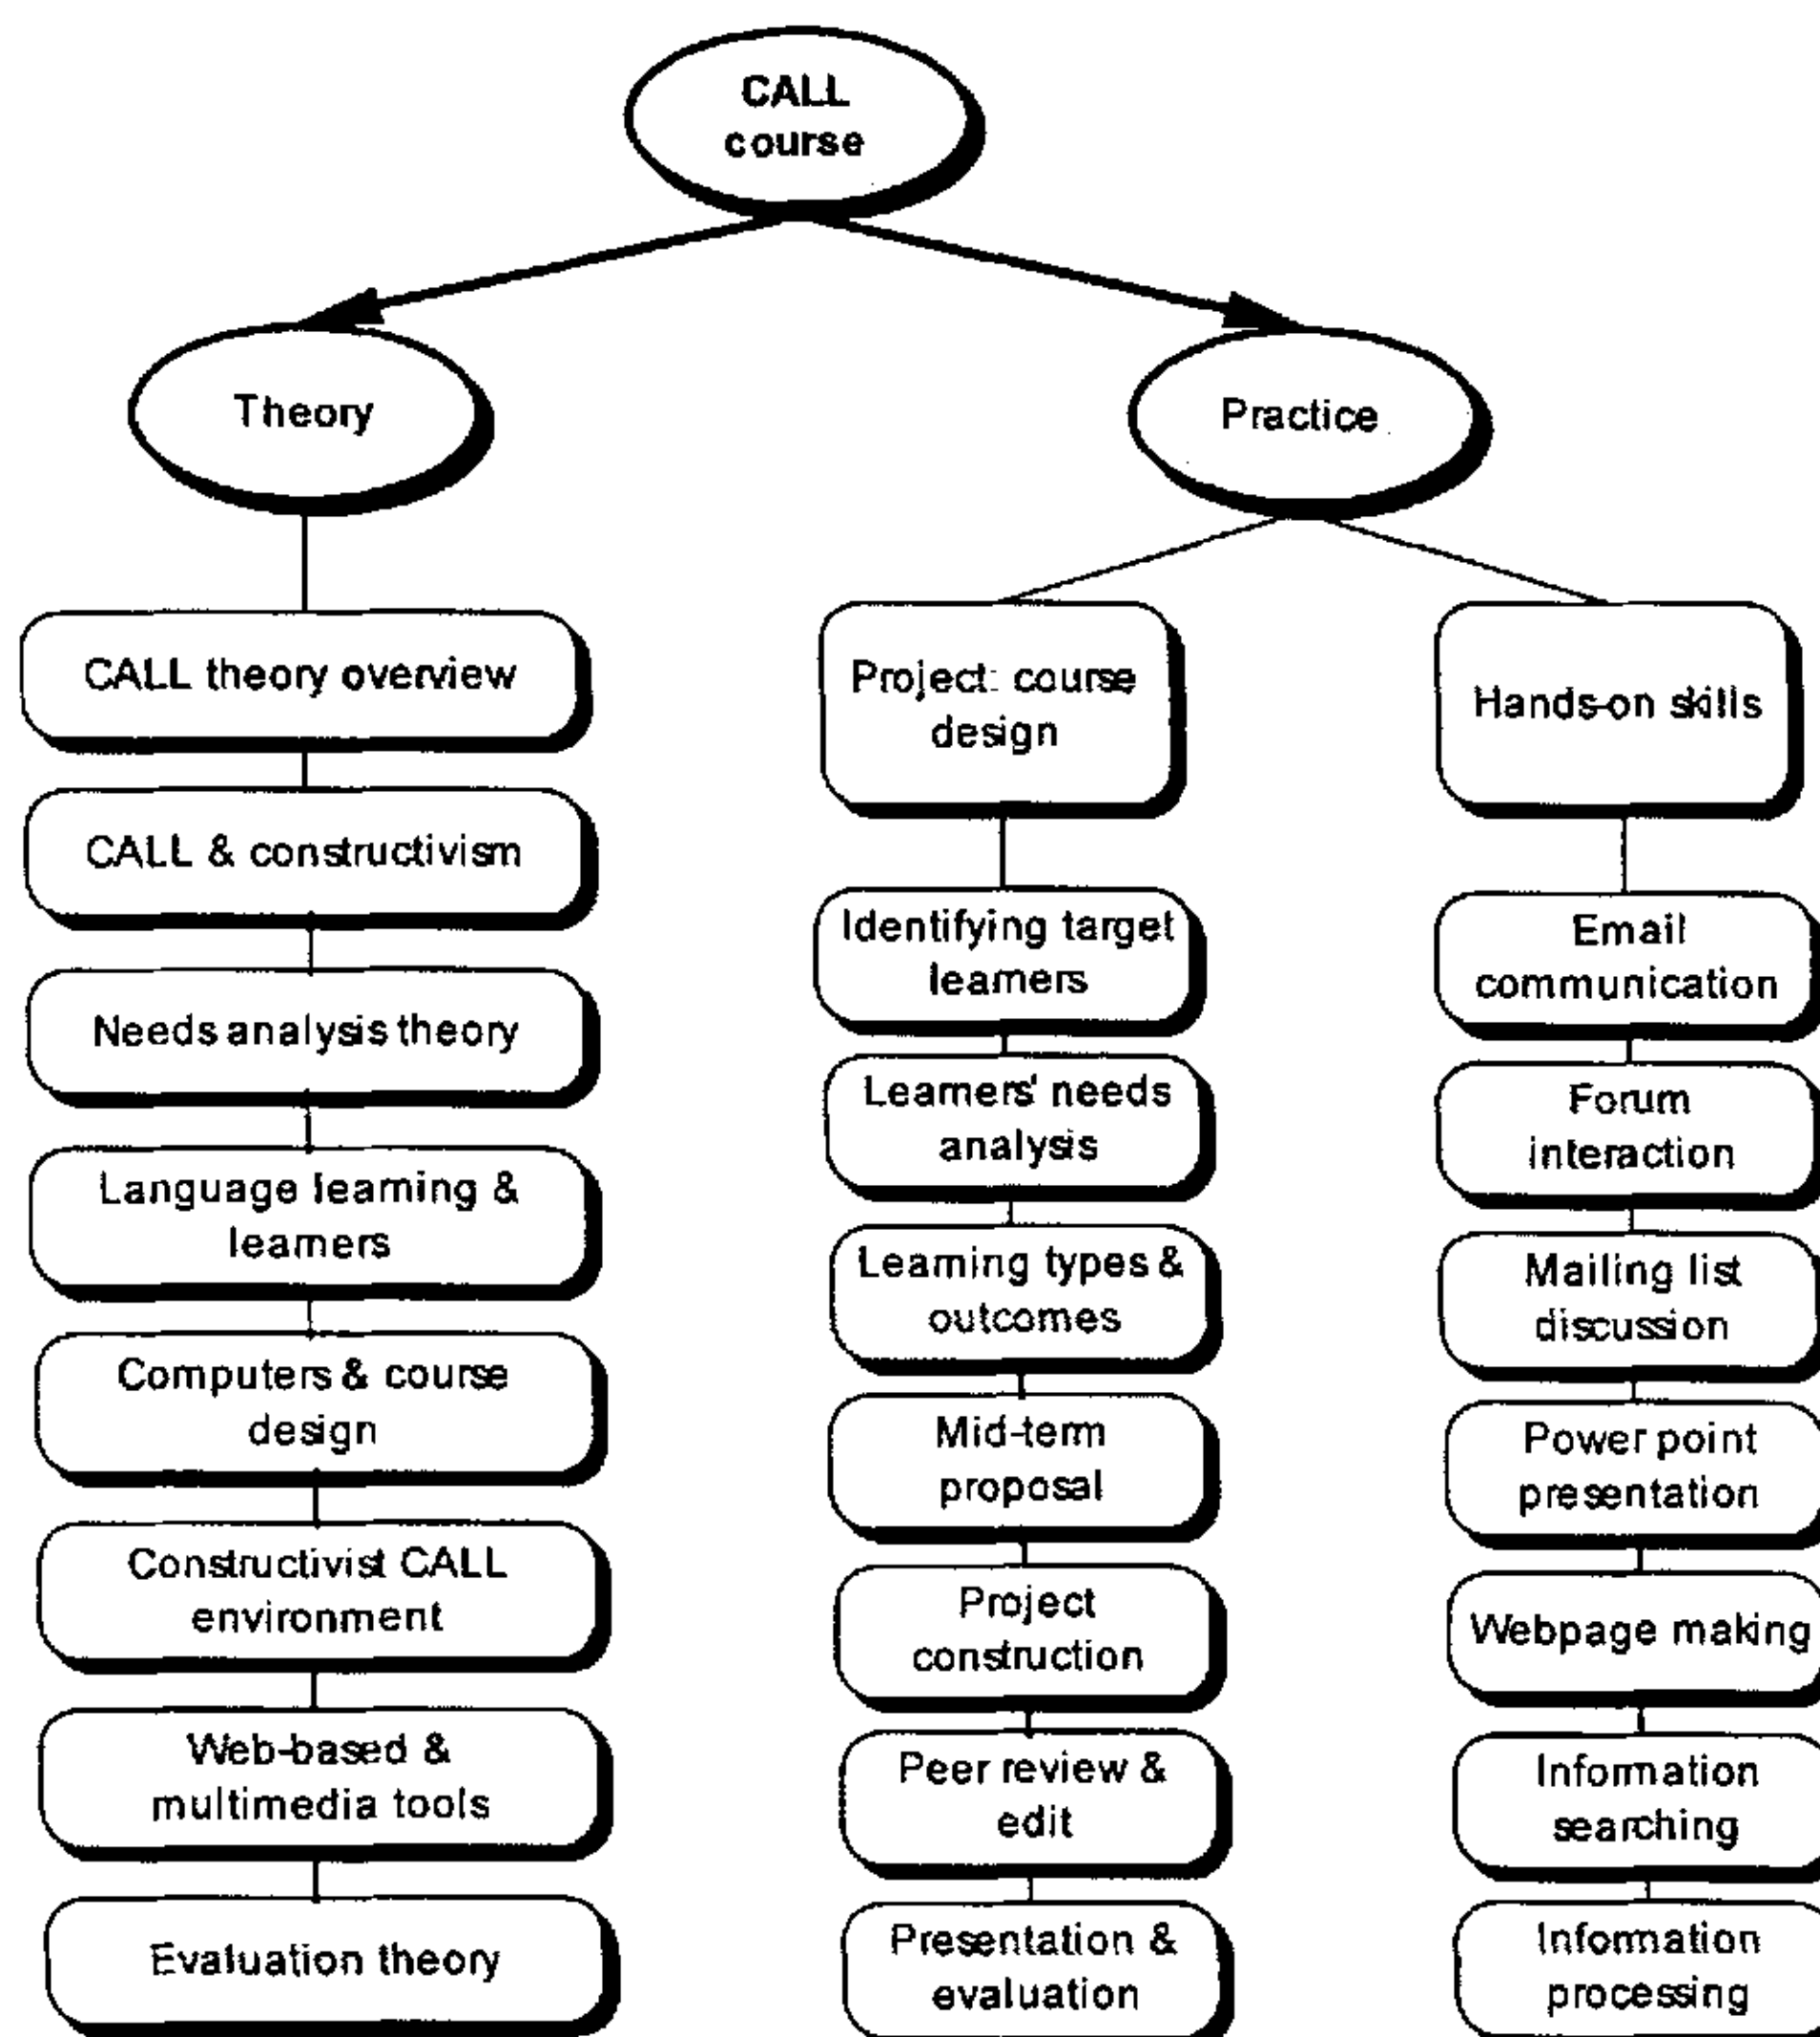 CALL
course
Theory
Practice
CALL theory overview
CALL & constructivism
Needs analysis theory
Language learning &
learners
Computers & course
design
Constructivist CALL
environment
Web-based &
multimedia tools
Evaluation theory
Project: course
design
Identifying target
learners
Learners' needs
analysis
Learning types &
outcomes
Mid-term
proposal
Project
construction
Peer review &
edit
Presentation &
evaluation
Hands-on skills
Email
communication
Forum
interaction
Mailing list
discussion
Power point
presentation
Webpage making
Information
searching
Information
processing